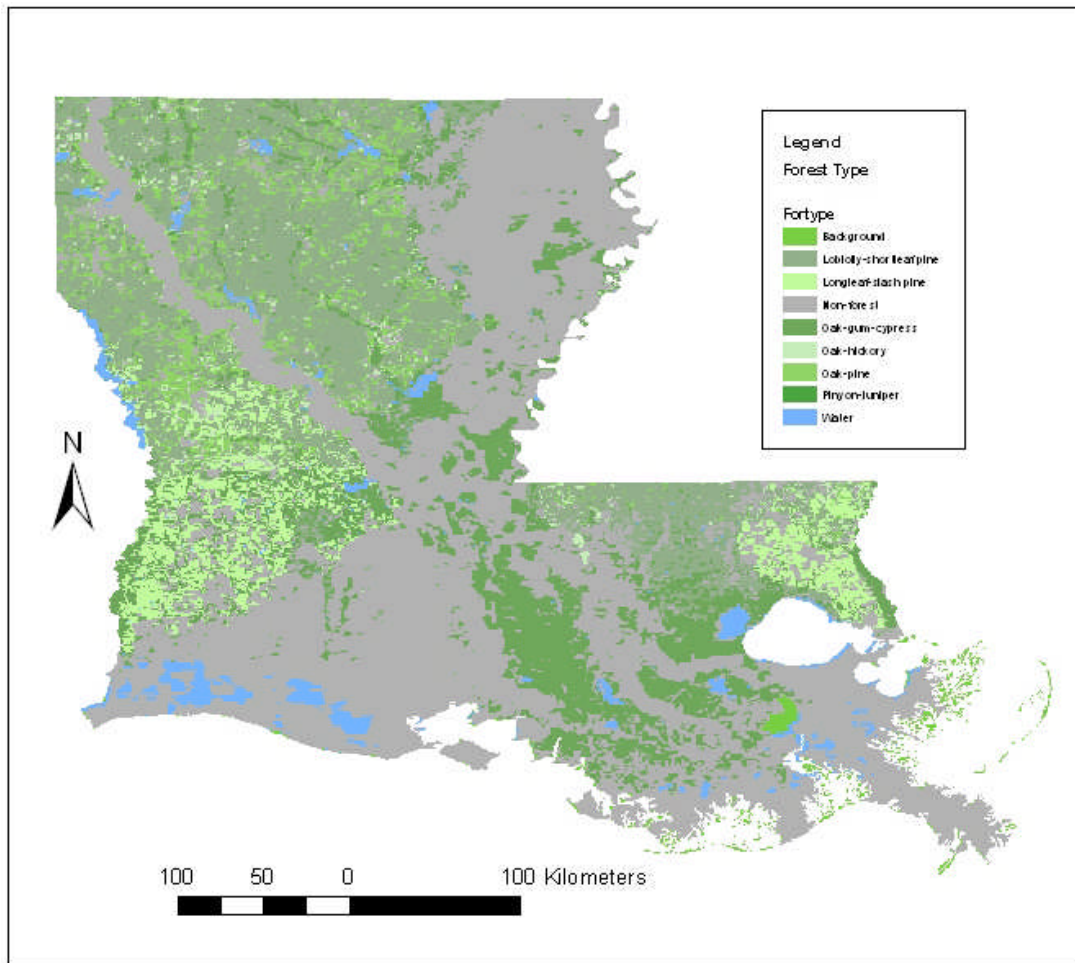 Legend
Forest Type
Fortype
Background
Loblolly-shortleaf pine
Longleaf-slash pine
Non-forest
Oak-gum-cypress
Oak-hickory
Oak-pine
Pinyon-juniper
Water
N
100 50 0 100 Kilometers